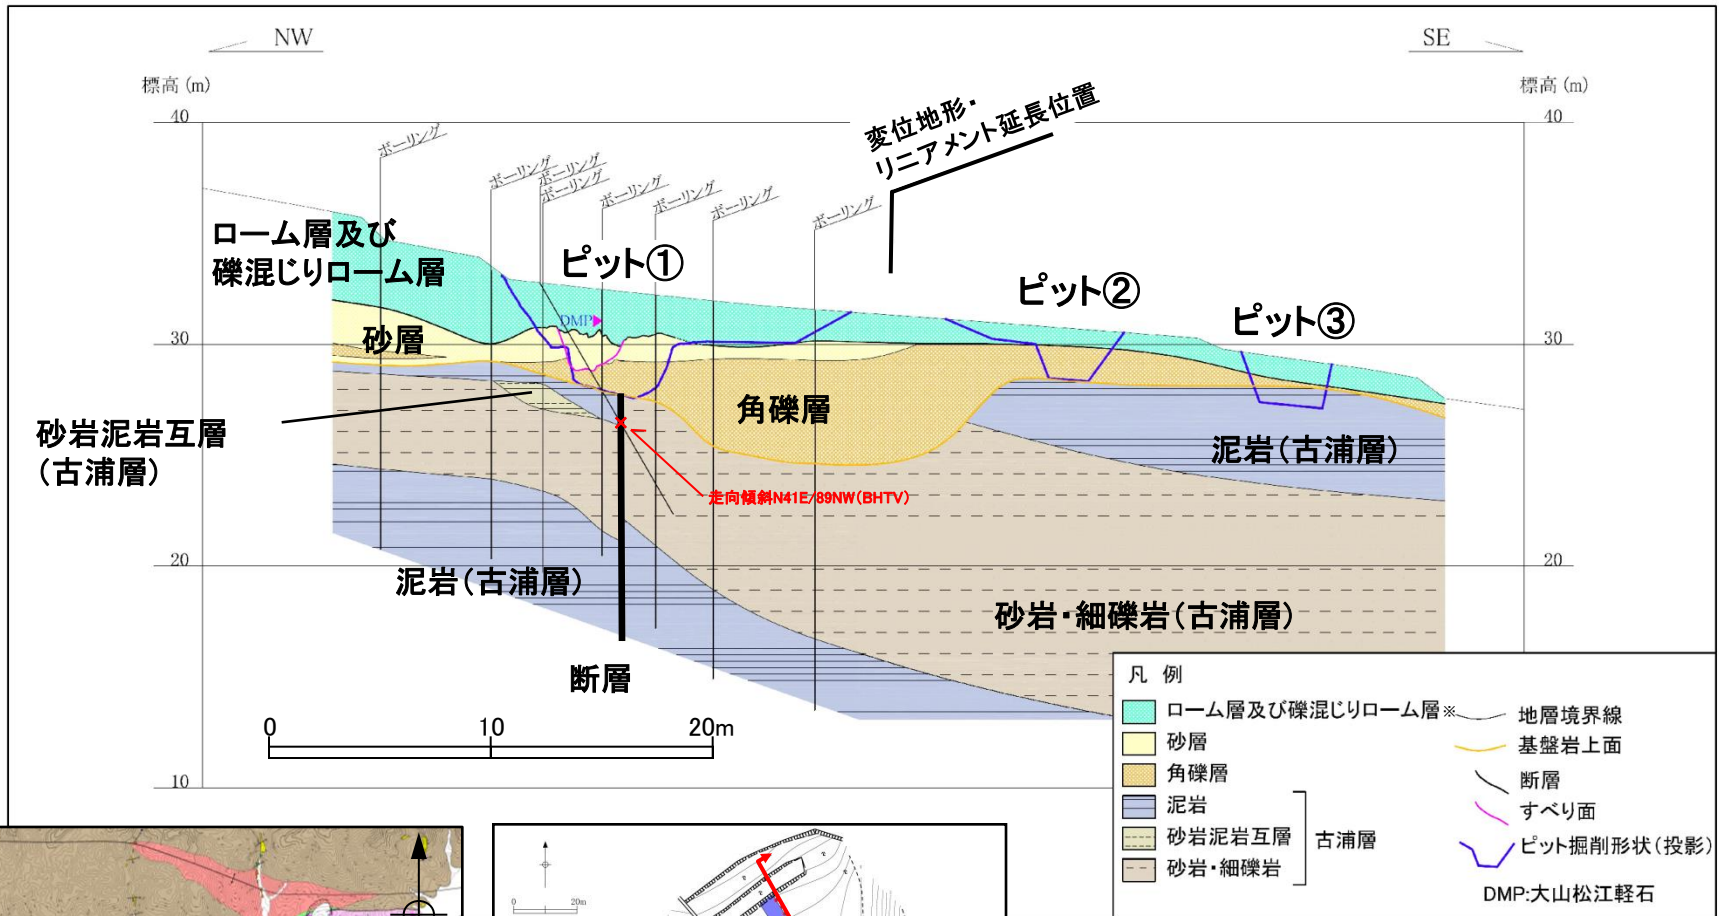 NW
SE
標高(m)
標高(m)
40
40
変位地形・
リニアメント延長位置
ボーリング
ボーリング
ボーリング
ボーリング
ボーリング
ボーリング
ボーリング
ボーリング
ローム層及び
礫混じりローム層
ピット①
ピット②
ピット③
DMP
30
30
砂層
角礫層
砂岩泥岩互層
(古浦層)
泥岩(古浦層)
走向傾斜N41E/89NW(BHTV)
20
20
泥岩(古浦層)
砂岩・細礫岩(古浦層)
断層
0 10 20m
10
凡 例
ローム層及び礫混じりローム層※
砂層
角礫層
泥岩
砂岩泥岩互層
砂岩・細礫岩
古浦層
地層境界線
基盤岩上面
断層
すべり面
ピット掘削形状(投影)
DMP:大山松江軽石
0 20m